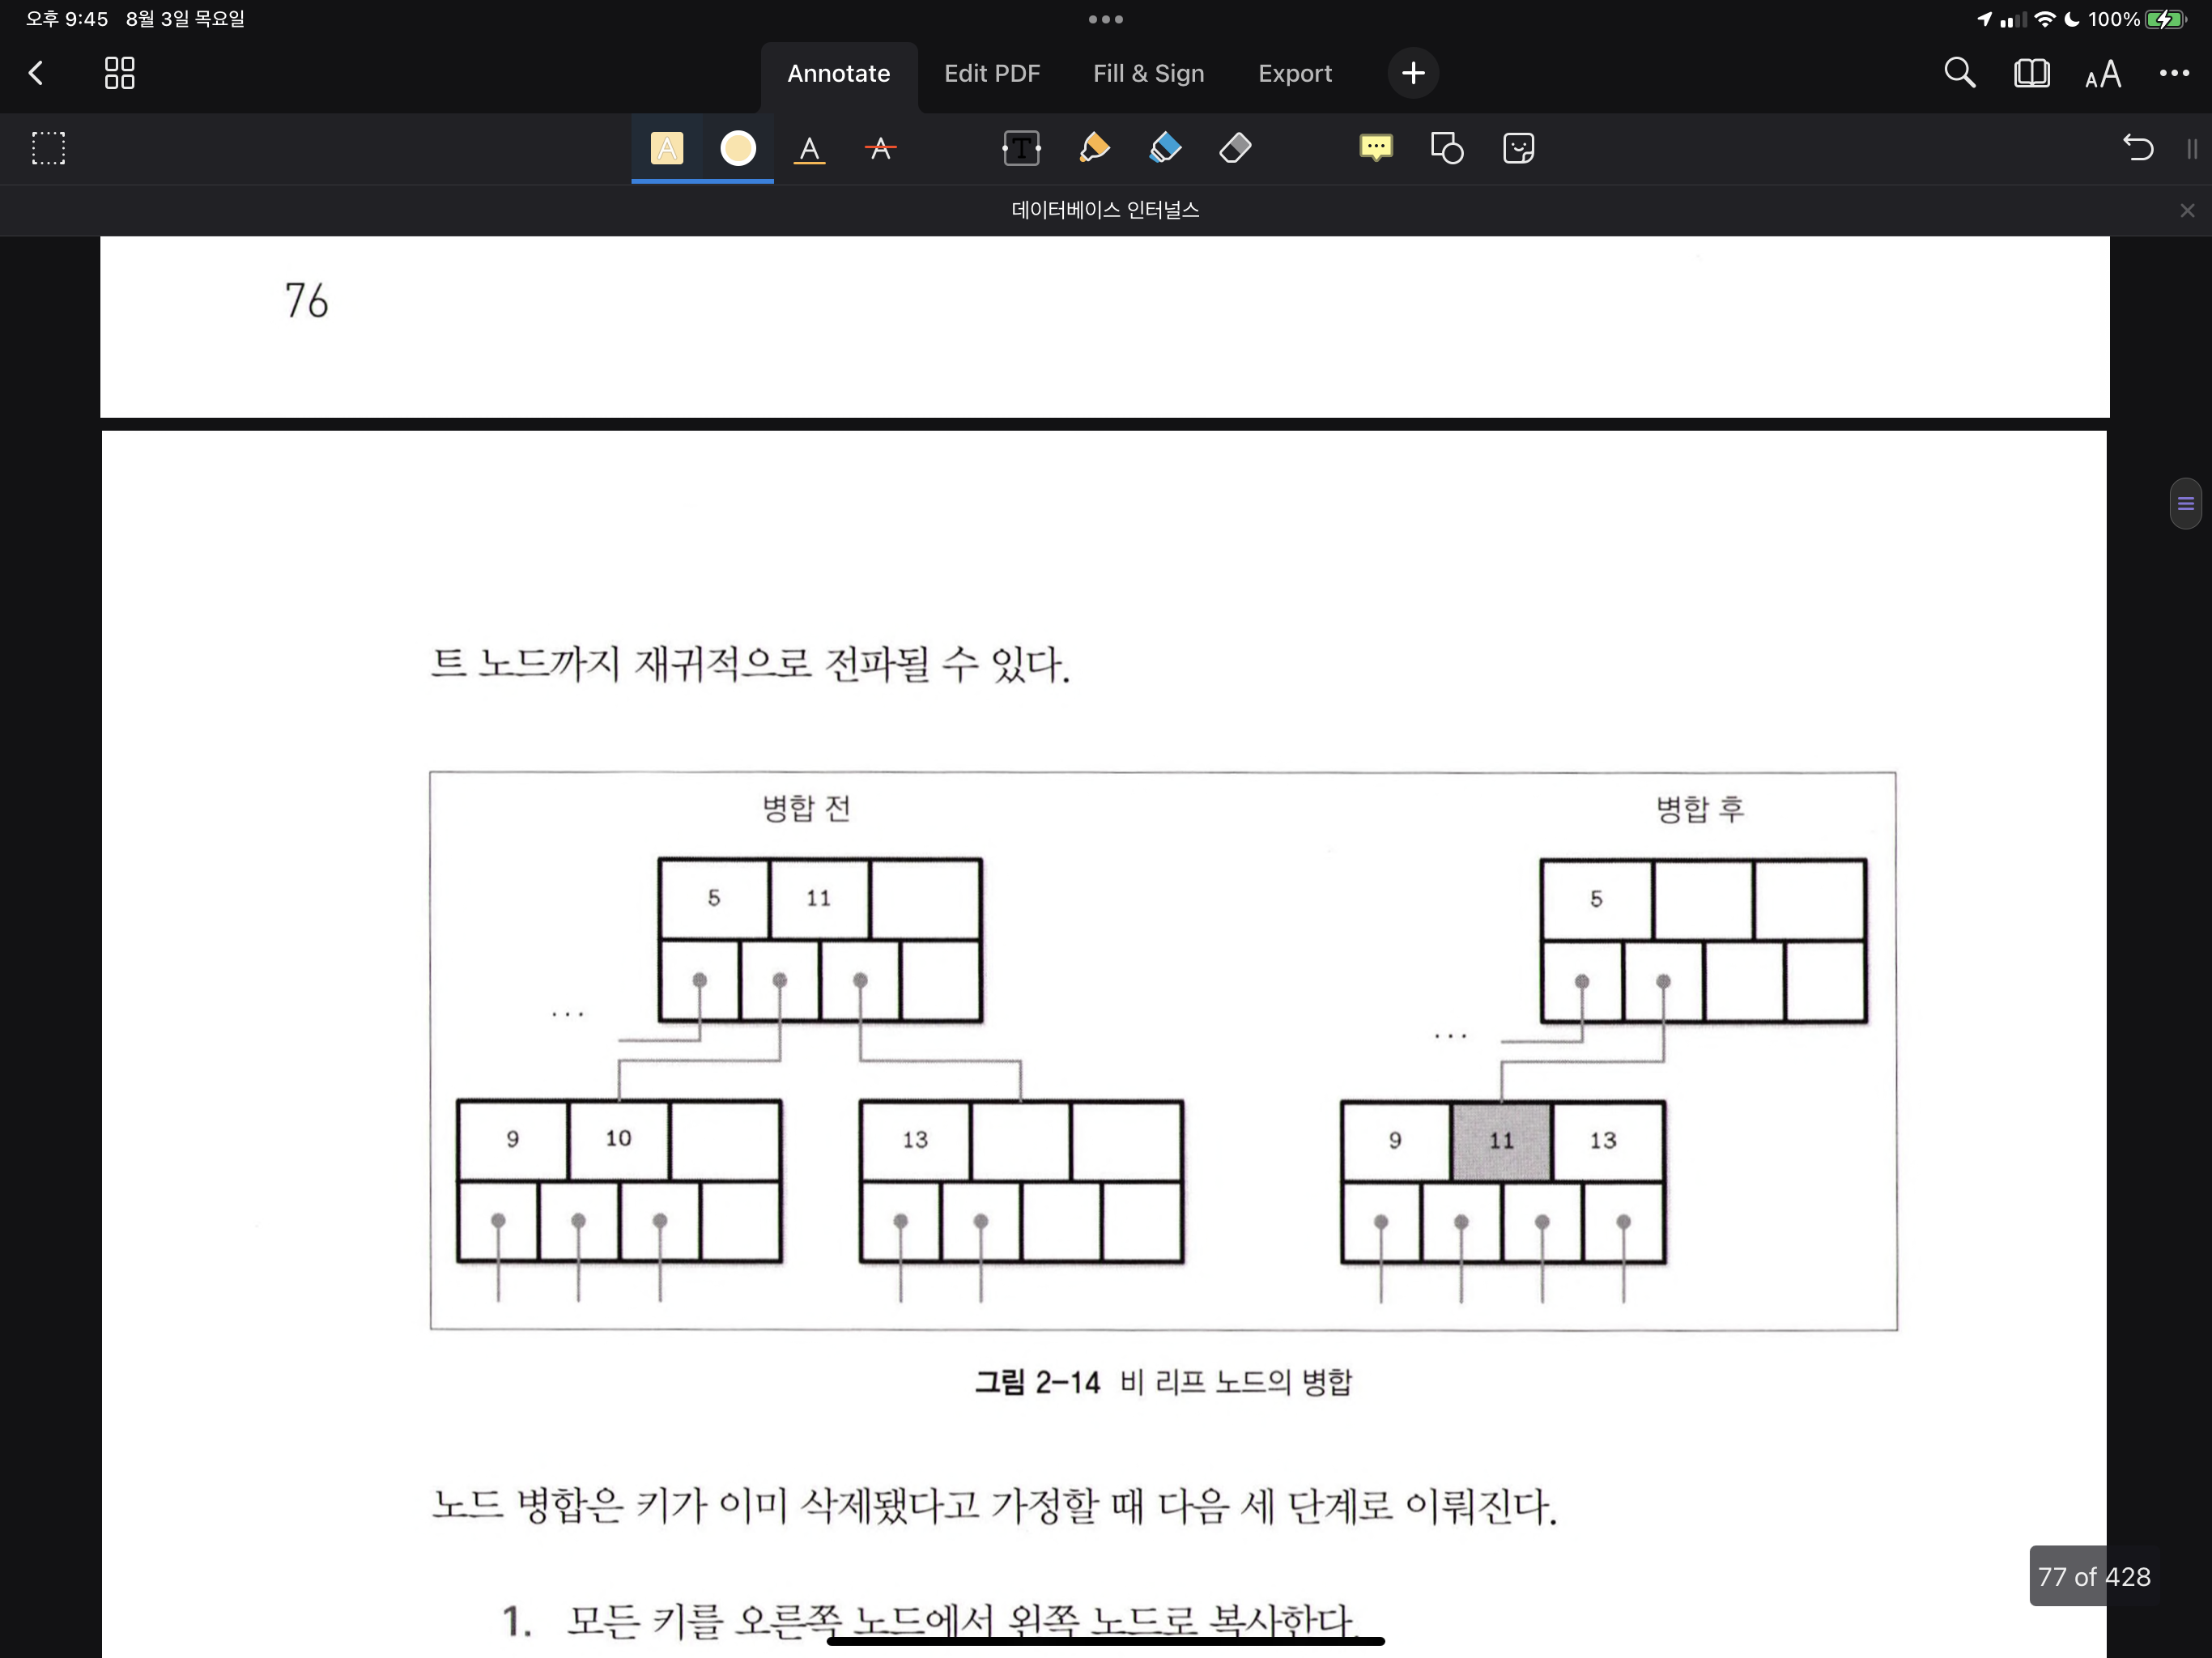 오후 9:45 8월 3일 목요일
100%
Annotate Edit PDF Fill & Sign Export
AA
A A A T
데이터베이스 인터널스
76
트 노드까지 재귀적으로 전파될 수 있다.
병합 전 병합 후
5 11 5
... ...
9 10 13 9 11 13
그림 2-14 비 리프 노드의 병합
노드 병합은 키가 이미 삭제됐다고 가정할 때 다음 세 단계로 이뤄진다.
77 of 428
1. 모든 키를 오른쪽 노드에서 왼쪽 노드로 복사한다.